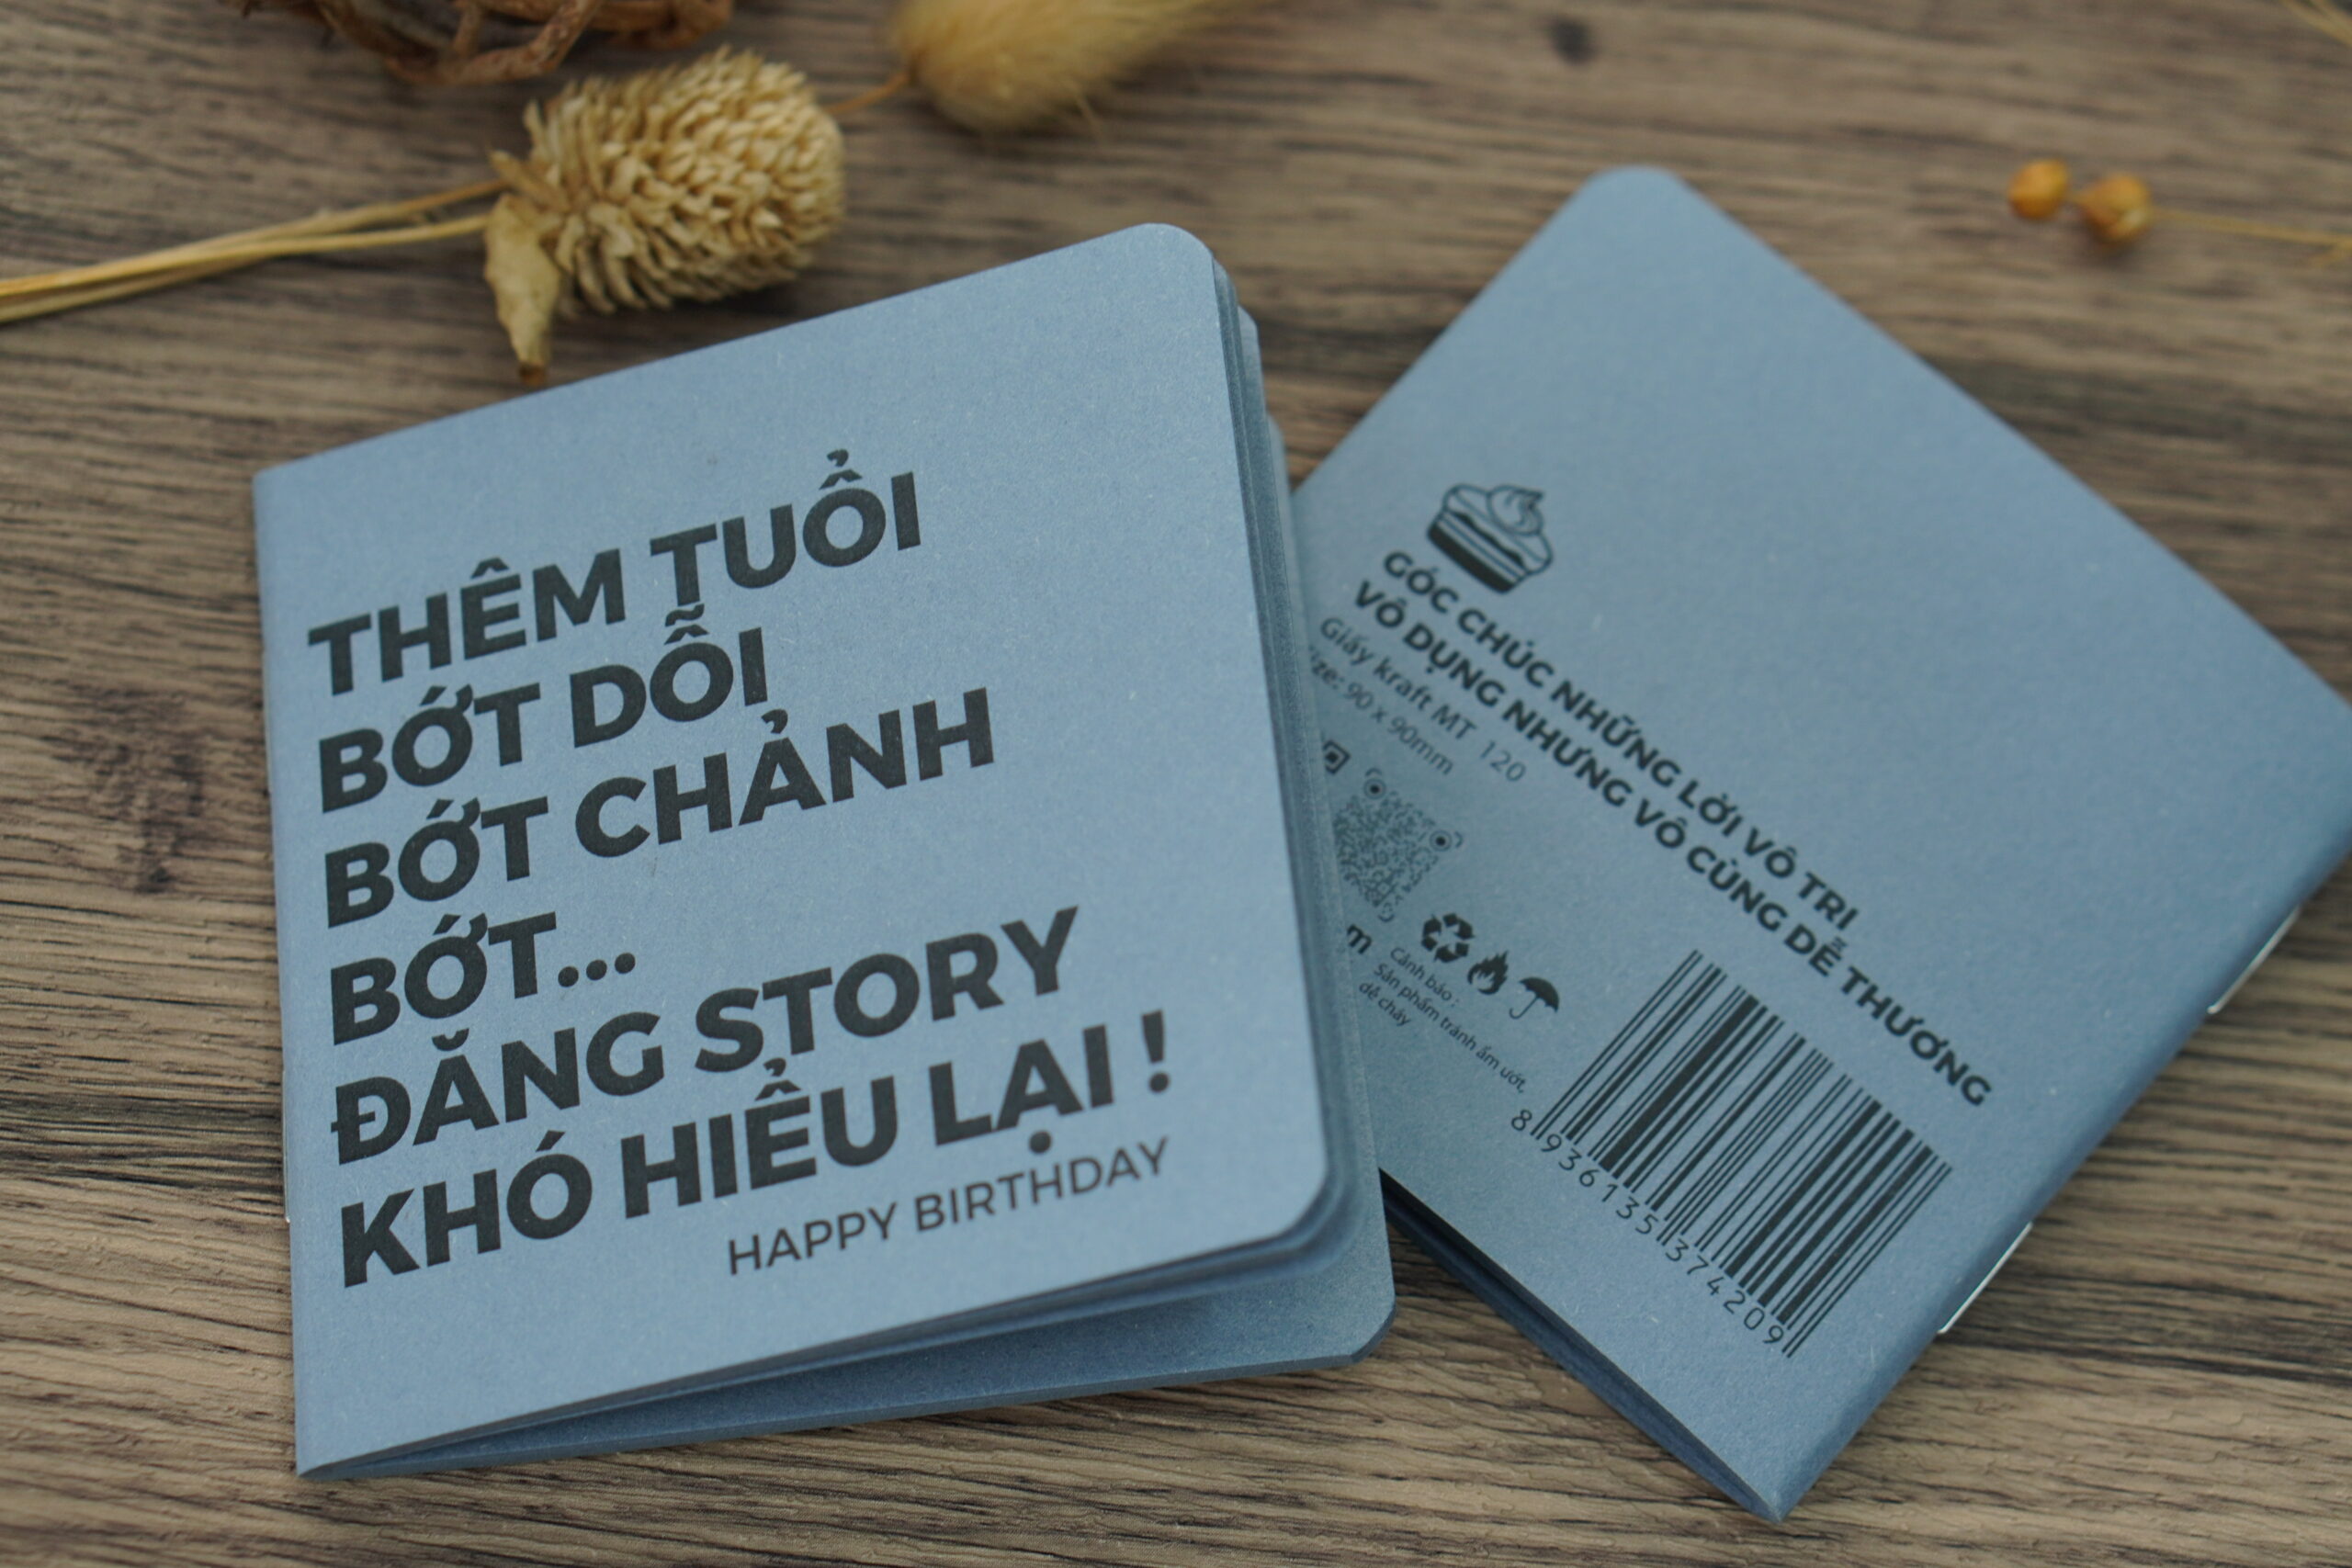 THÊM TUỔI
BỚT DỖI
BỚT CHẢNH
BỚT...
ĐĂNG STORY
KHÓ HIỂU LẠI !
HAPPY BIRTHDAY
GÓC CHÚC NHỮNG LỜI VÔ TRI
VÔ DỤNG NHƯNG VÔ CÙNG DỄ THƯƠNG
Giấy kraft MT 120
ze: 90 x 90mm
m
Cảnh báo :
Sản phẩm tránh ẩm ướt,
dễ cháy
8936135374209